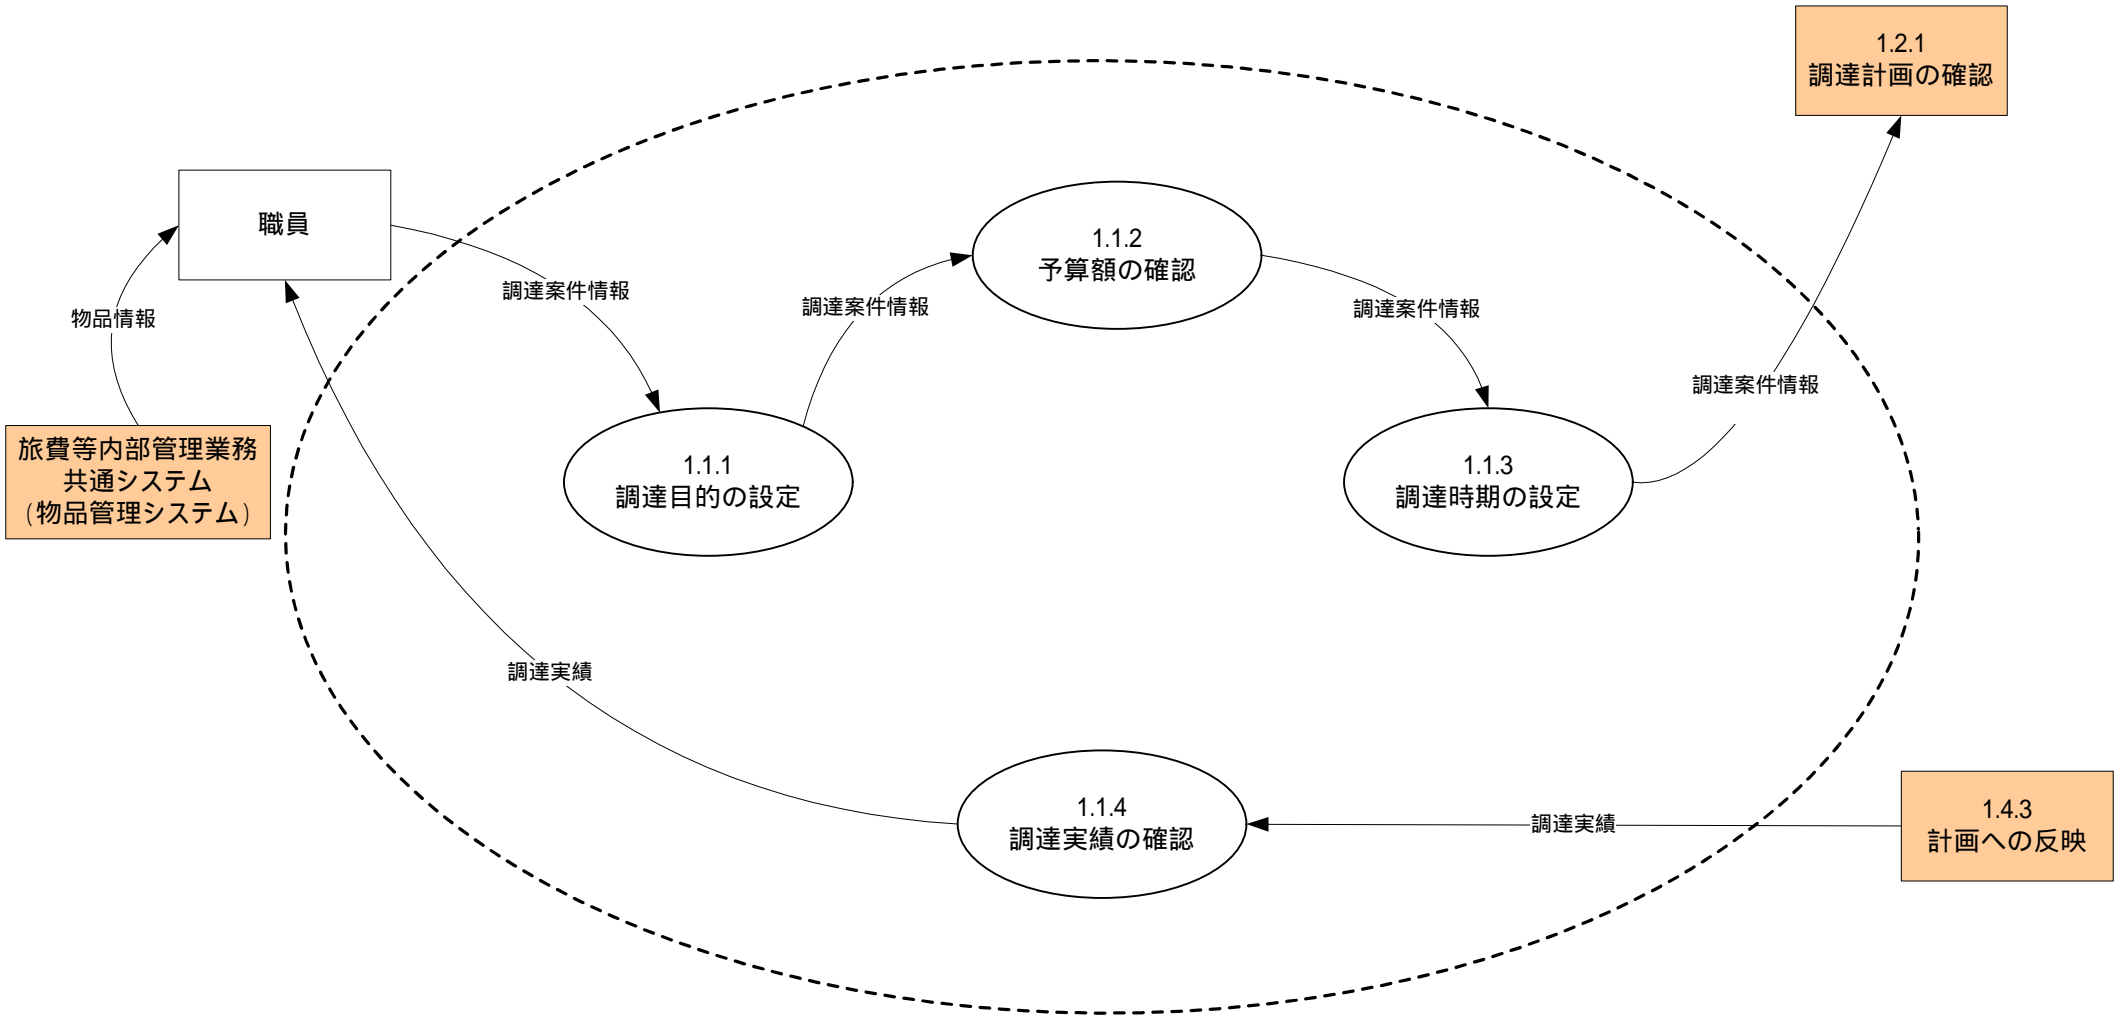 1.2.1
調達計画の確認
職員
1.1.2
予算額の確認
調達案件情報
調達案件情報
調達案件情報
物品情報
調達案件情報
旅費等内部管理業務
共通システム
(物品管理システム)
1.1.1
調達目的の設定
1.1.3
調達時期の設定
調達実績
1.1.4
調達実績の確認
調達実績
1.4.3
計画への反映